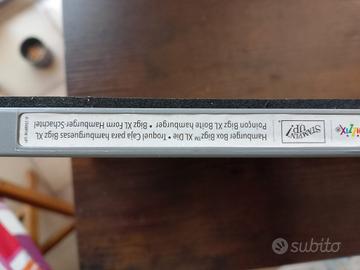 Hamburger Box Bigz™ XL Die • Troquel Caja para hamburguesas Bigz XL
Poinçon Bigz XL Boîte hamburger • Bigz XL Form Hamburger-Schachtel
STAMPIN'
UP!
subito